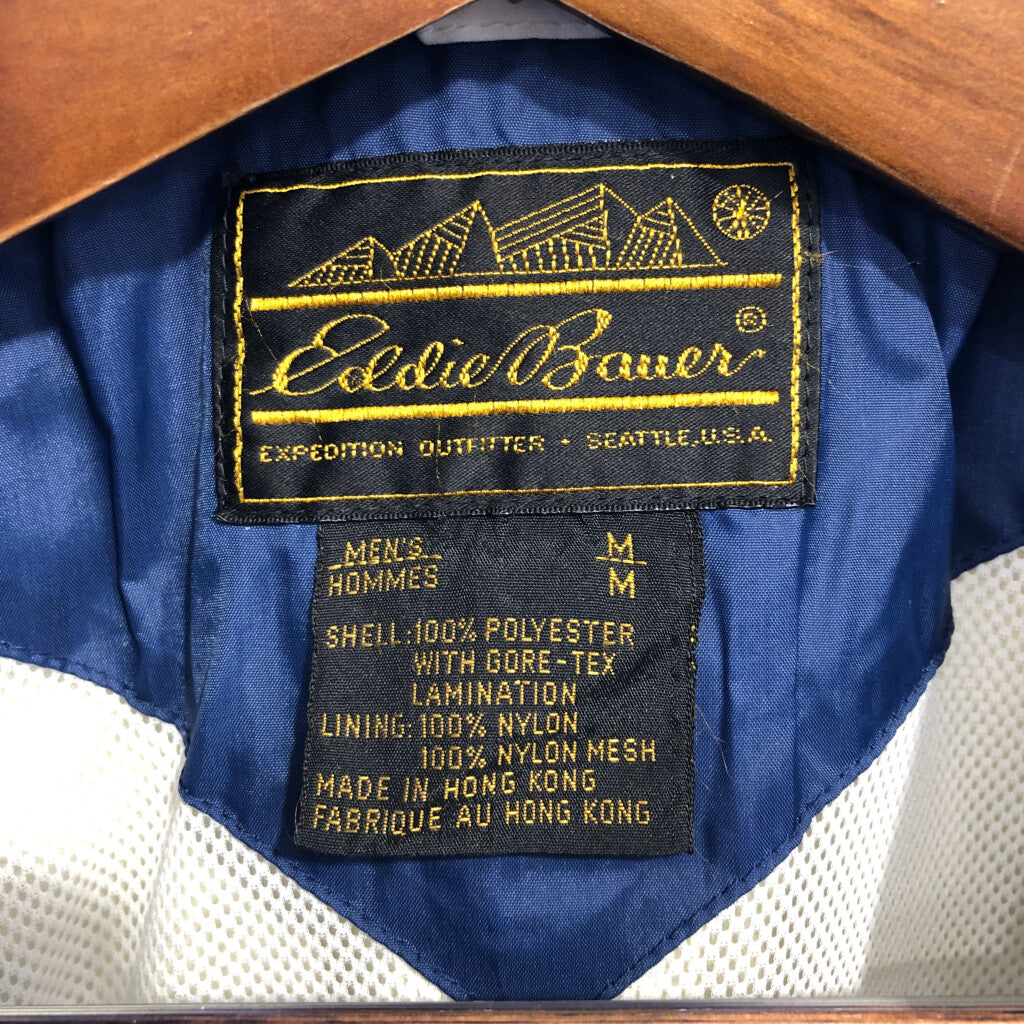 Eddie Bauer ®
EXPEDITION OUTFITTER · SEATTLE, U.S.A.
MEN'S M
HOMMES M
SHELL: 100% POLYESTER
WITH GORE-TEX
LAMINATION
LINING: 100% NYLON
100% NYLON MESH
MADE IN HONG KONG
FABRIQUE AU HONG KONG